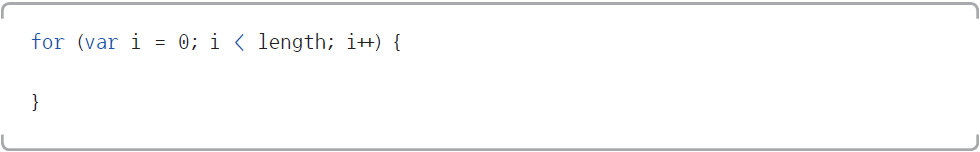 for (var i = 0; i < length; i++) {
}